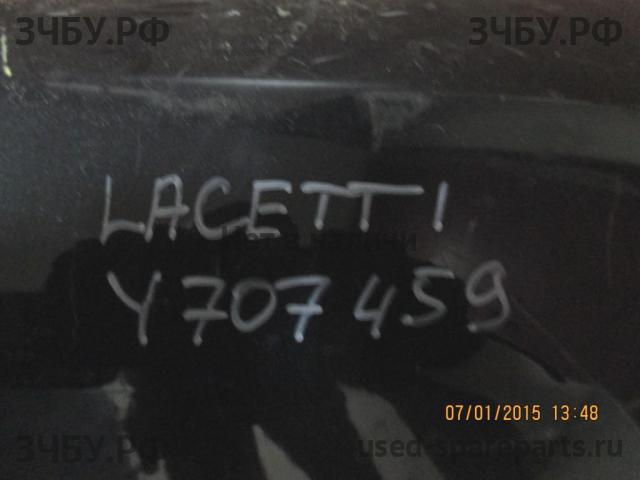 ЗЧБУ.РФ ЗЧБУ.РФ
LACETTI
Y707459
07/01/2015 13:48
ЗЧБУ.РФ used-spareparts.ru